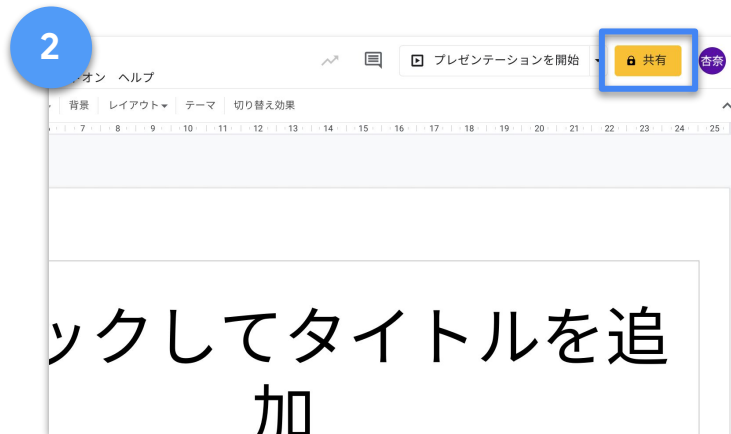 2
プレゼンテーションを開始
共有
杏奈
オン ヘルプ
背景 レイアウト テーマ 切り替え効果
7 8 9 10 11 12 13 14 15 16 17 18 19 20 21 22 23 24 25
ックしてタイトルを追
加